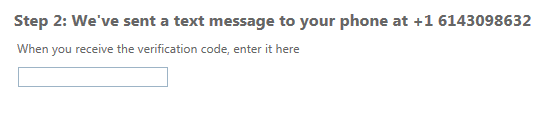 Step 2: We've sent a text message to your phone at +1 6143098632
When you receive the verification code, enter it here